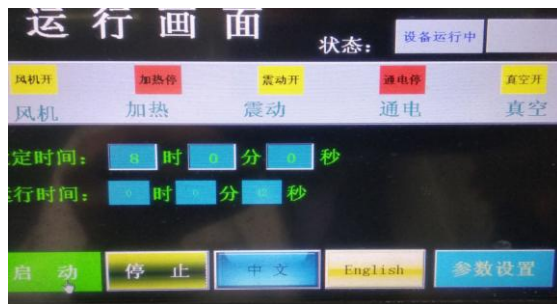 运行画面
状态： 设备运行中
风机开 加热停 震动开 通电停 真空开
风机 加热 震动 通电 真空
定时间： 8 时 0 分 0 秒
行时间： 0 时 0 分 0 秒
启动 停止 中文 English 参数设置